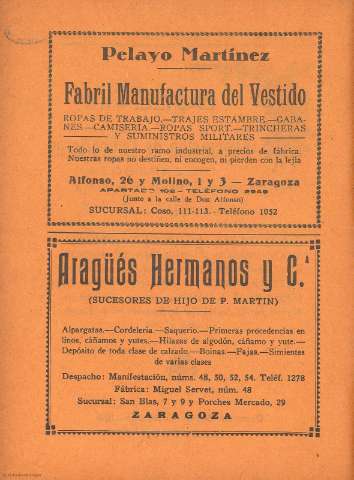 Pelayo Martínez
Fabril Manufactura del Vestido
ROPAS DE TRABAJO.—TRAJES ESTAMBRE.—GABA-
NES—CAMISERÍA—ROPAS SPORT.—TRINCHERAS
Y SUMINISTROS MILITARES
Todo lo de nuestro ramo industrial, a precios de fábrica.
Nuestras ropas no destiñen, ni encogen, ni pierden con la lejía
Alfonso, 26 y Molino, 1 y 3 — Zaragoza
APARTADO 102 - TELÉFONO
(Junto a la calle de Don Alfonso)
SUCURSAL: Coso, 111-113.- Teléfono 1052
Aragüés Hermanos y C.ª
(SUCESORES DE HIJO DE P. MARTIN)
Alpargatas.—Cordelería—Saquerío.—Primeras procedencias en
linos, cáñamos y yutes.—Hilazas de algodón, cáñamo y yute.—
Depósito de toda clase de calzado.—Boinas.—Fajas.—Simientes
de varias clases
Despacho: Manifestación, núms. 48, 50, 52, 54. Teléf. 1278
Fábrica: Miguel Servet, núm. 48
Sucursal: San Blas, 7 y 9 y Porches Mercado, 29
ZARAGOZA